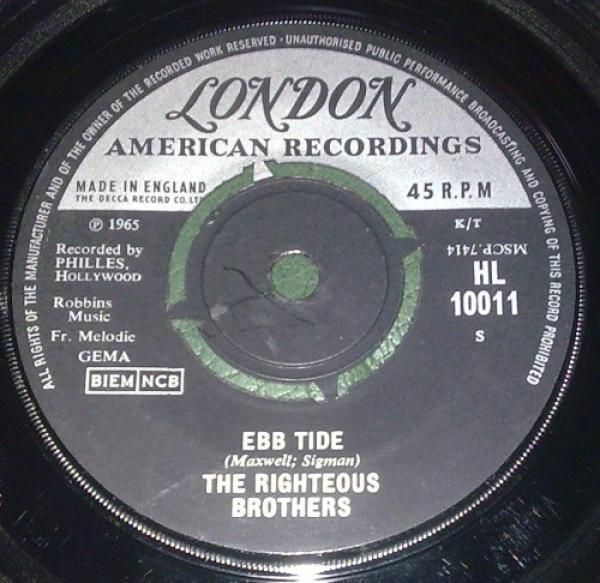 ALL RIGHTS OF THE MANUFACTURER AND OF THE OWNER OF THE RECORDED WORK RESERVED · UNAUTHORISED PUBLIC PERFORMANCE BROADCASTING AND COPYING OF THIS RECORD PROHIBITED
LONDON
AMERICAN RECORDINGS
MADE IN ENGLAND
THE DECCA RECORD CO. LTD
45 R.P.M
℗ 1965
K/T
Recorded by
PHILLES,
HOLLYWOOD
MSCP.7414
HL
10011
Robbins
Music
Fr. Melodie
GEMA
S
BIEM NCB
EBB TIDE
(Maxwell; Sigman)
THE RIGHTEOUS
BROTHERS